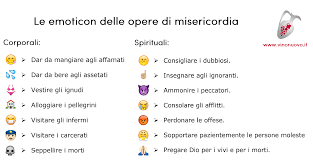 Le emoticon delle opere di misericordia
www.vinonuovo.it
Corporali:
Dar da mangiare agli affamati
Dar da bere agli assetati
Vestire gli ignudi
Alloggiare i pellegrini
Visitare gli infermi
Visitare i carcerati
Seppellire i morti
Spirituali:
Consigliare i dubbiosi.
Insegnare agli ignoranti.
Ammonire i peccatori.
Consolare gli afflitti.
Perdonare le offese.
Sopportare pazientemente le persone moleste
Pregare Dio per i vivi e per i morti.